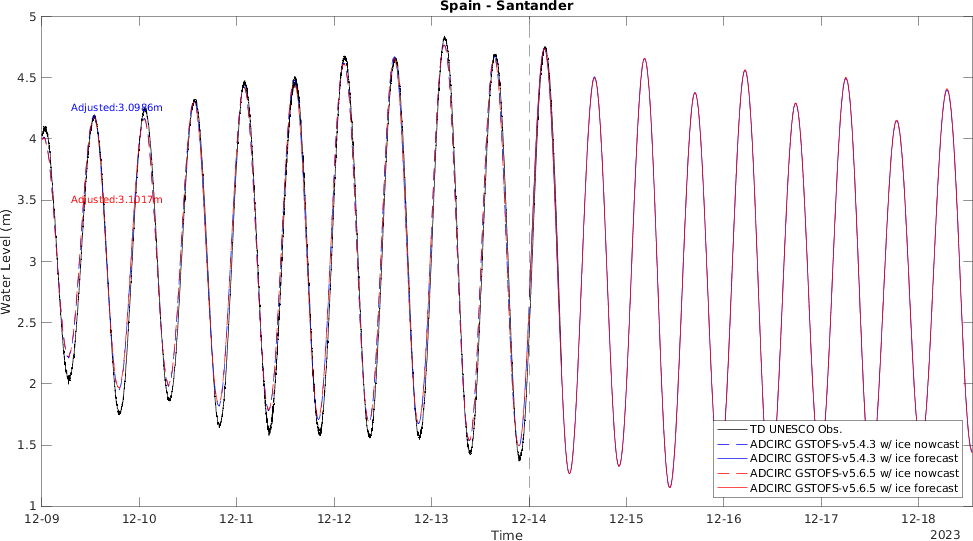 Spain - Santander
5
4.5
4
3.5
3
2.5
2
1.5
1
Water Level (m)
Adjusted:3.0986m
Adjusted:3.1017m
TD UNESCO Obs.
ADCIRC GSTOFS-v5.4.3 w/ ice nowcast
ADCIRC GSTOFS-v5.4.3 w/ ice forecast
ADCIRC GSTOFS-v5.6.5 w/ ice nowcast
ADCIRC GSTOFS-v5.6.5 w/ ice forecast
12-09 12-10 12-11 12-12 12-13 12-14 12-15 12-16 12-17 12-18
Time
2023